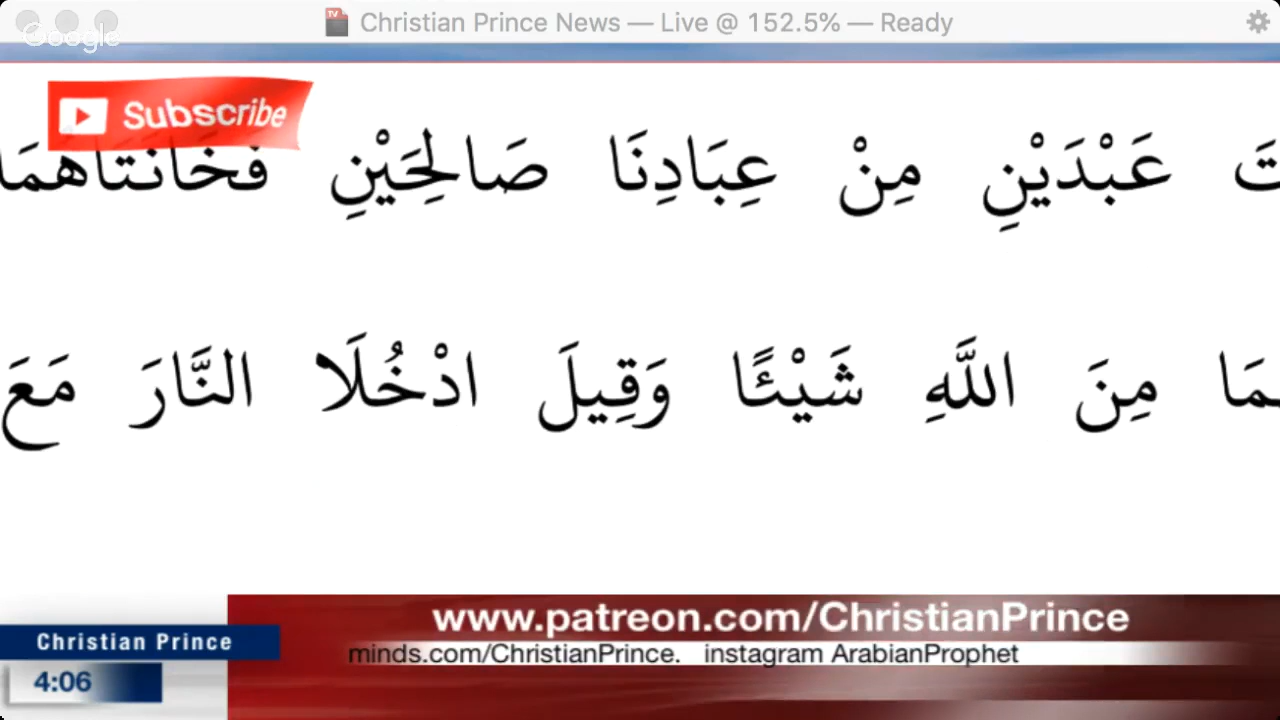 Christian Prince News — Live @ 152.5% — Ready
Google
Subscribe
تَ عَبْدَيْنِ مِنْ عِبَادِنَا صَالِحَيْنِ فَخَانَتَاهُمَا
مَا مِنَ اللَّهِ شَيْئًا وَقِيلَ ادْخُلَا النَّارَ مَعَ
www.patreon.com/ChristianPrince
Christian Prince
minds.com/ChristianPrince. instagram ArabianProphet
4:06